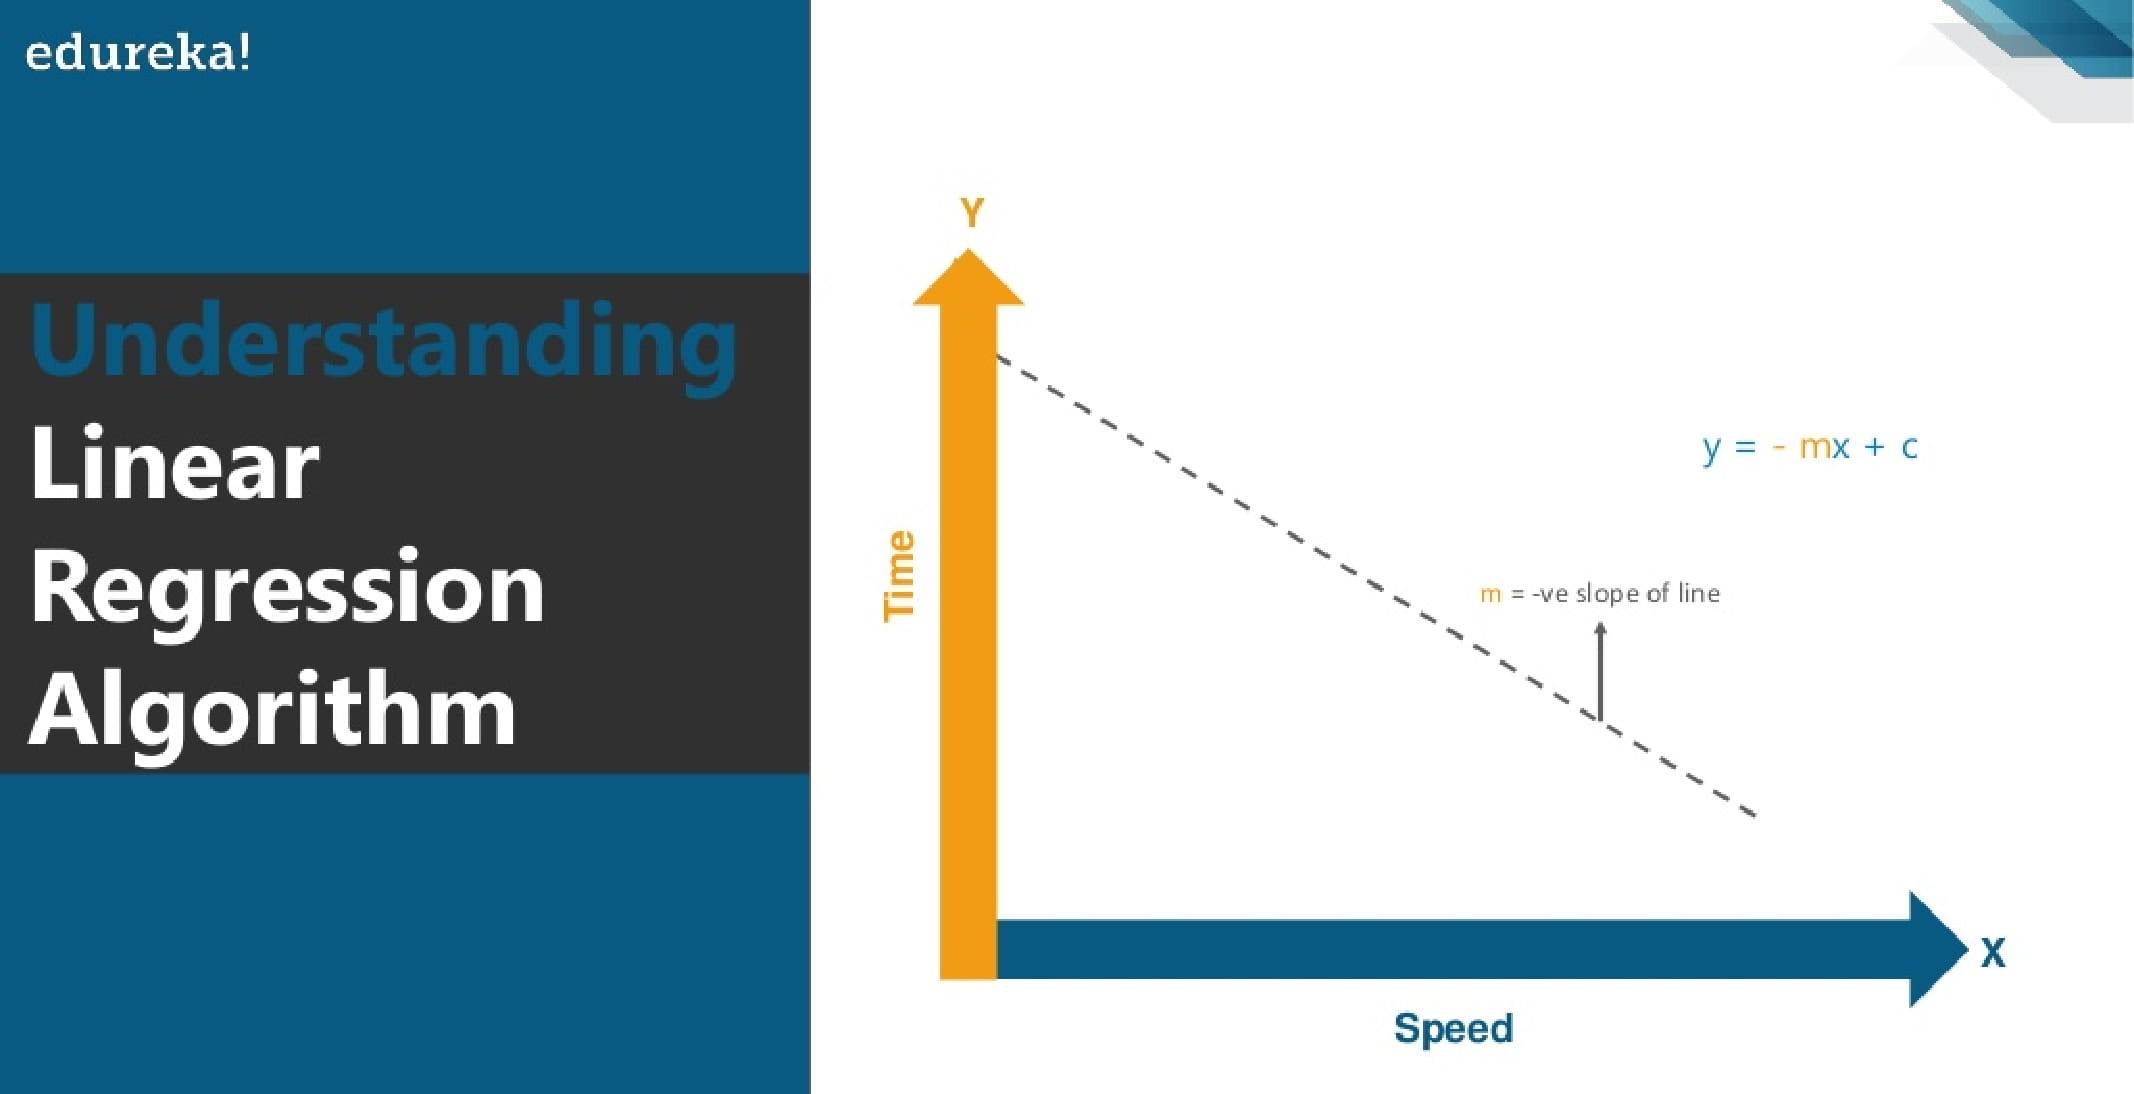 edureka!
Understanding
Linear
Regression
Algorithm
Y
y = - mx + c
Time
m = -ve slope of line
X
Speed